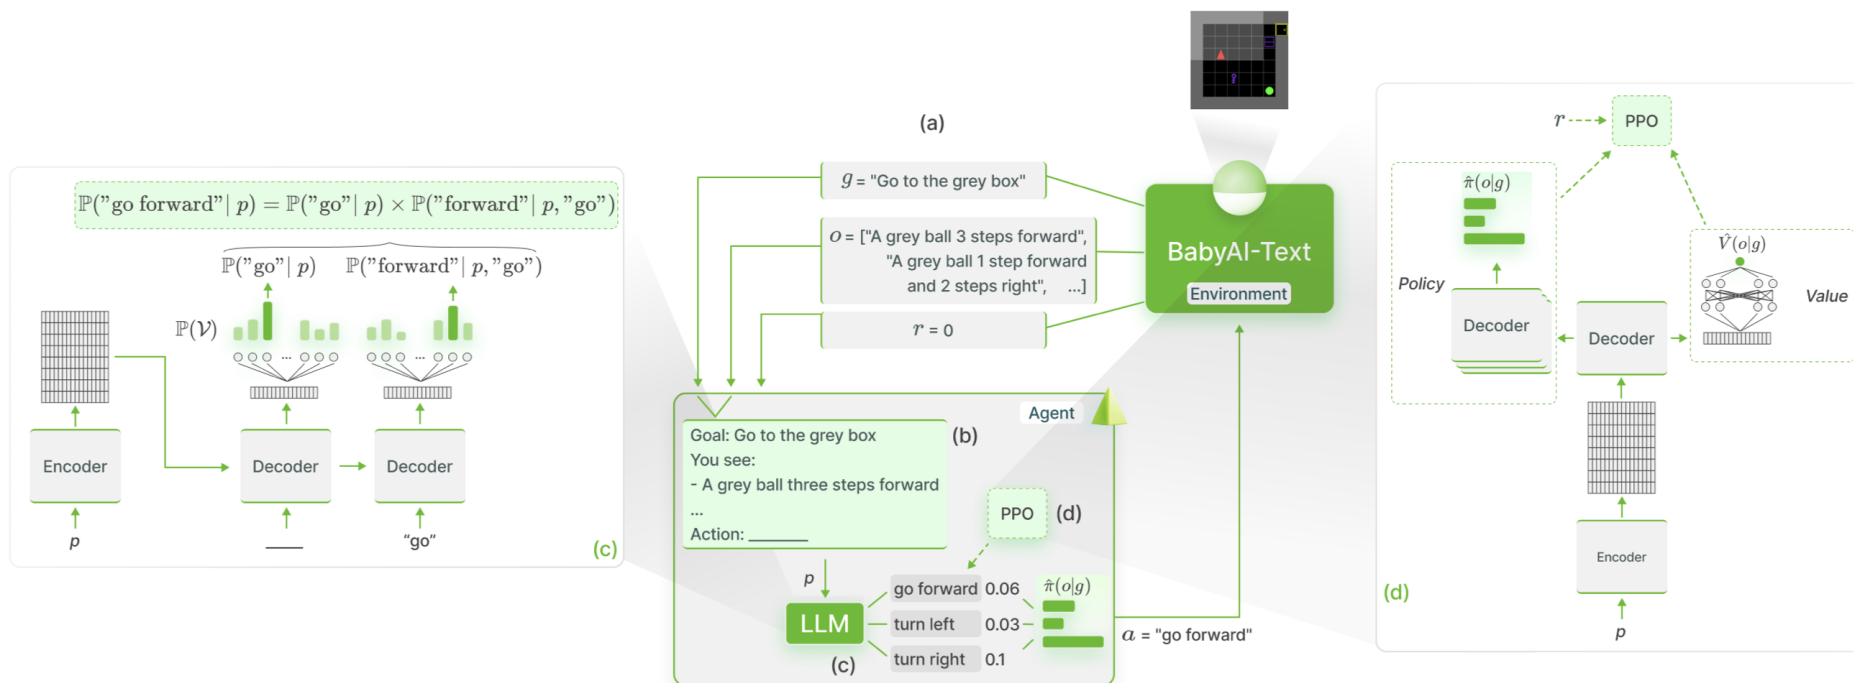 (a)
g = "Go to the grey box"
o = ["A grey ball 3 steps forward",
"A grey ball 1 step forward
and 2 steps right", ...]
r = 0
BabyAI-Text
Environment
ℙ("go forward"| p) = ℙ("go"| p) × ℙ("forward"| p, "go")
ℙ("go"| p) ℙ("forward"| p, "go")
ℙ(𝒱)
... ...
Encoder
Decoder
Decoder
p
____
"go"
(c)
Agent
Goal: Go to the grey box
You see:
- A grey ball three steps forward
...
Action: _______
(b)
PPO
(d)
p
LLM
(c)
go forward 0.06
turn left 0.03
turn right 0.1
π̂(o|g)
a = "go forward"
r
PPO
π̂(o|g)
V̂(o|g)
Policy
Value
Decoder
Decoder
Encoder
p
(d)